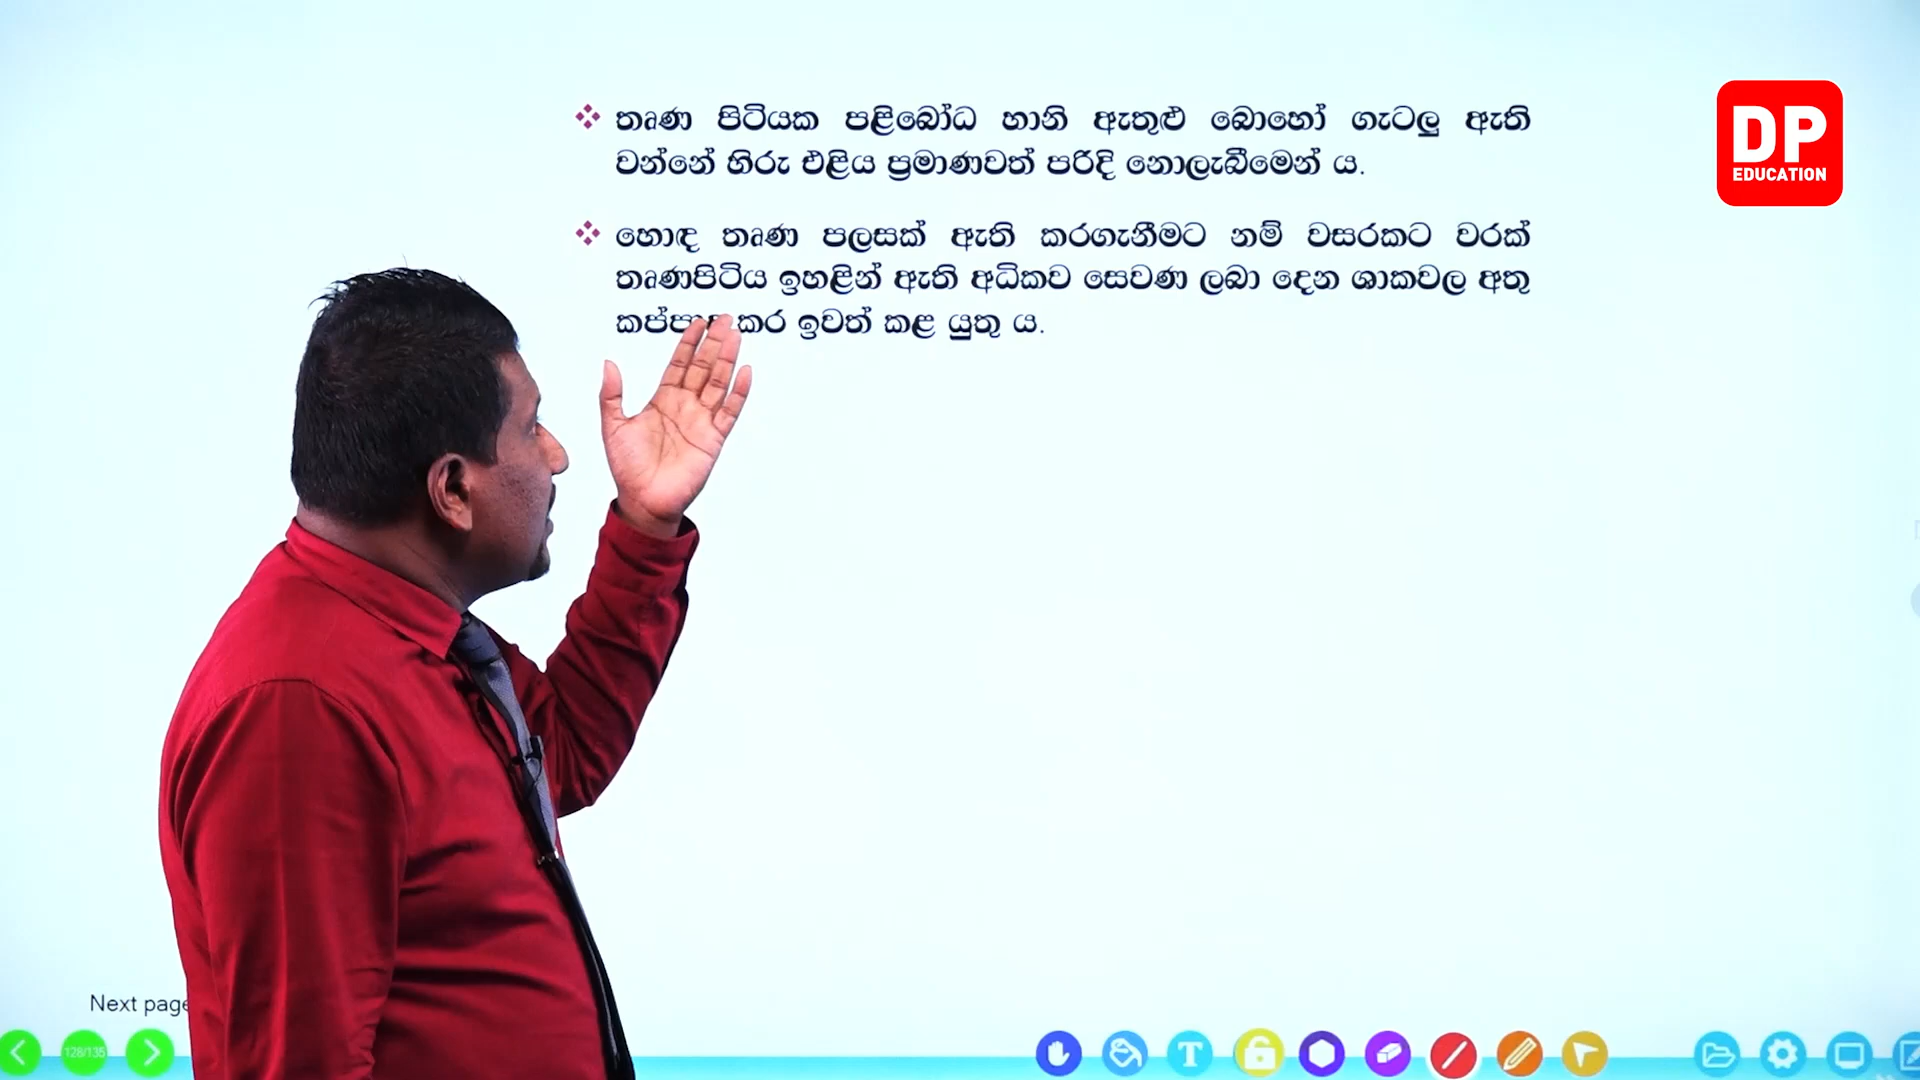 තෘණ පිටියක පළිබෝධ හානි ඇතුළු බොහෝ ගැටලු ඇති
වන්නේ හිරු එළිය ප්‍රමාණවත් පරිදි නොලැබීමෙන් ය.
හොඳ තෘණ පලසක් ඇති කරගැනීමට නම් වසරකට වරක්
තෘණපිටිය ඉහළින් ඇති අධිකව සෙවණ ලබා දෙන ශාකවල අතු
කර ඉවත් කළ යුතු ය.
DP
EDUCATION
Next page
128/135
T